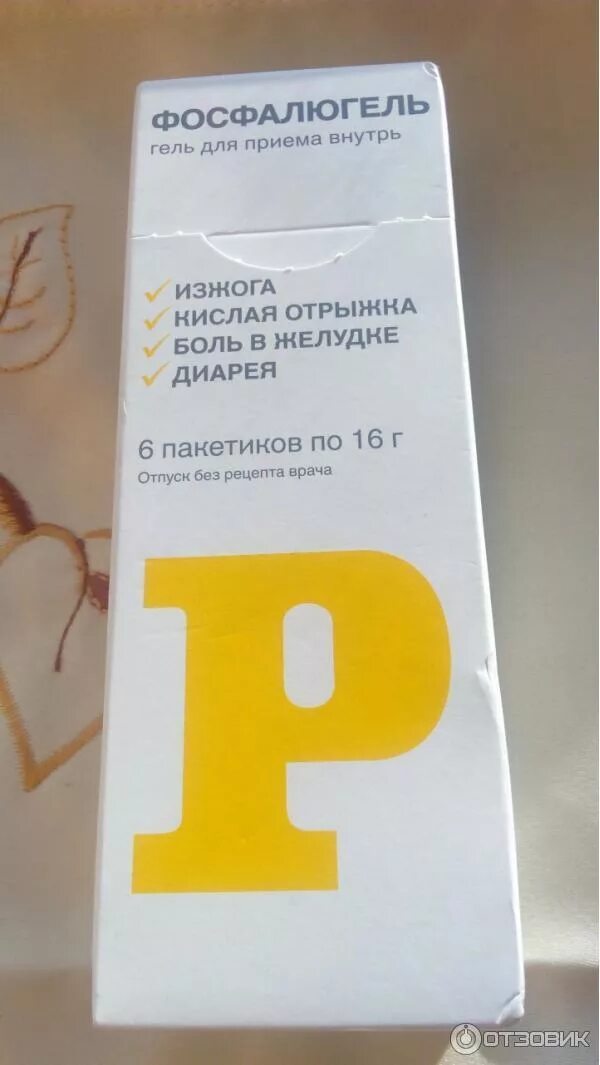 ФОСФАЛЮГЕЛЬ
гель для приема внутрь
ИЗЖОГА
КИСЛАЯ ОТРЫЖКА
БОЛЬ В ЖЕЛУДКЕ
ДИАРЕЯ
6 пакетиков по 16 г
Отпуск без рецепта врача
P
ОТЗОВИК